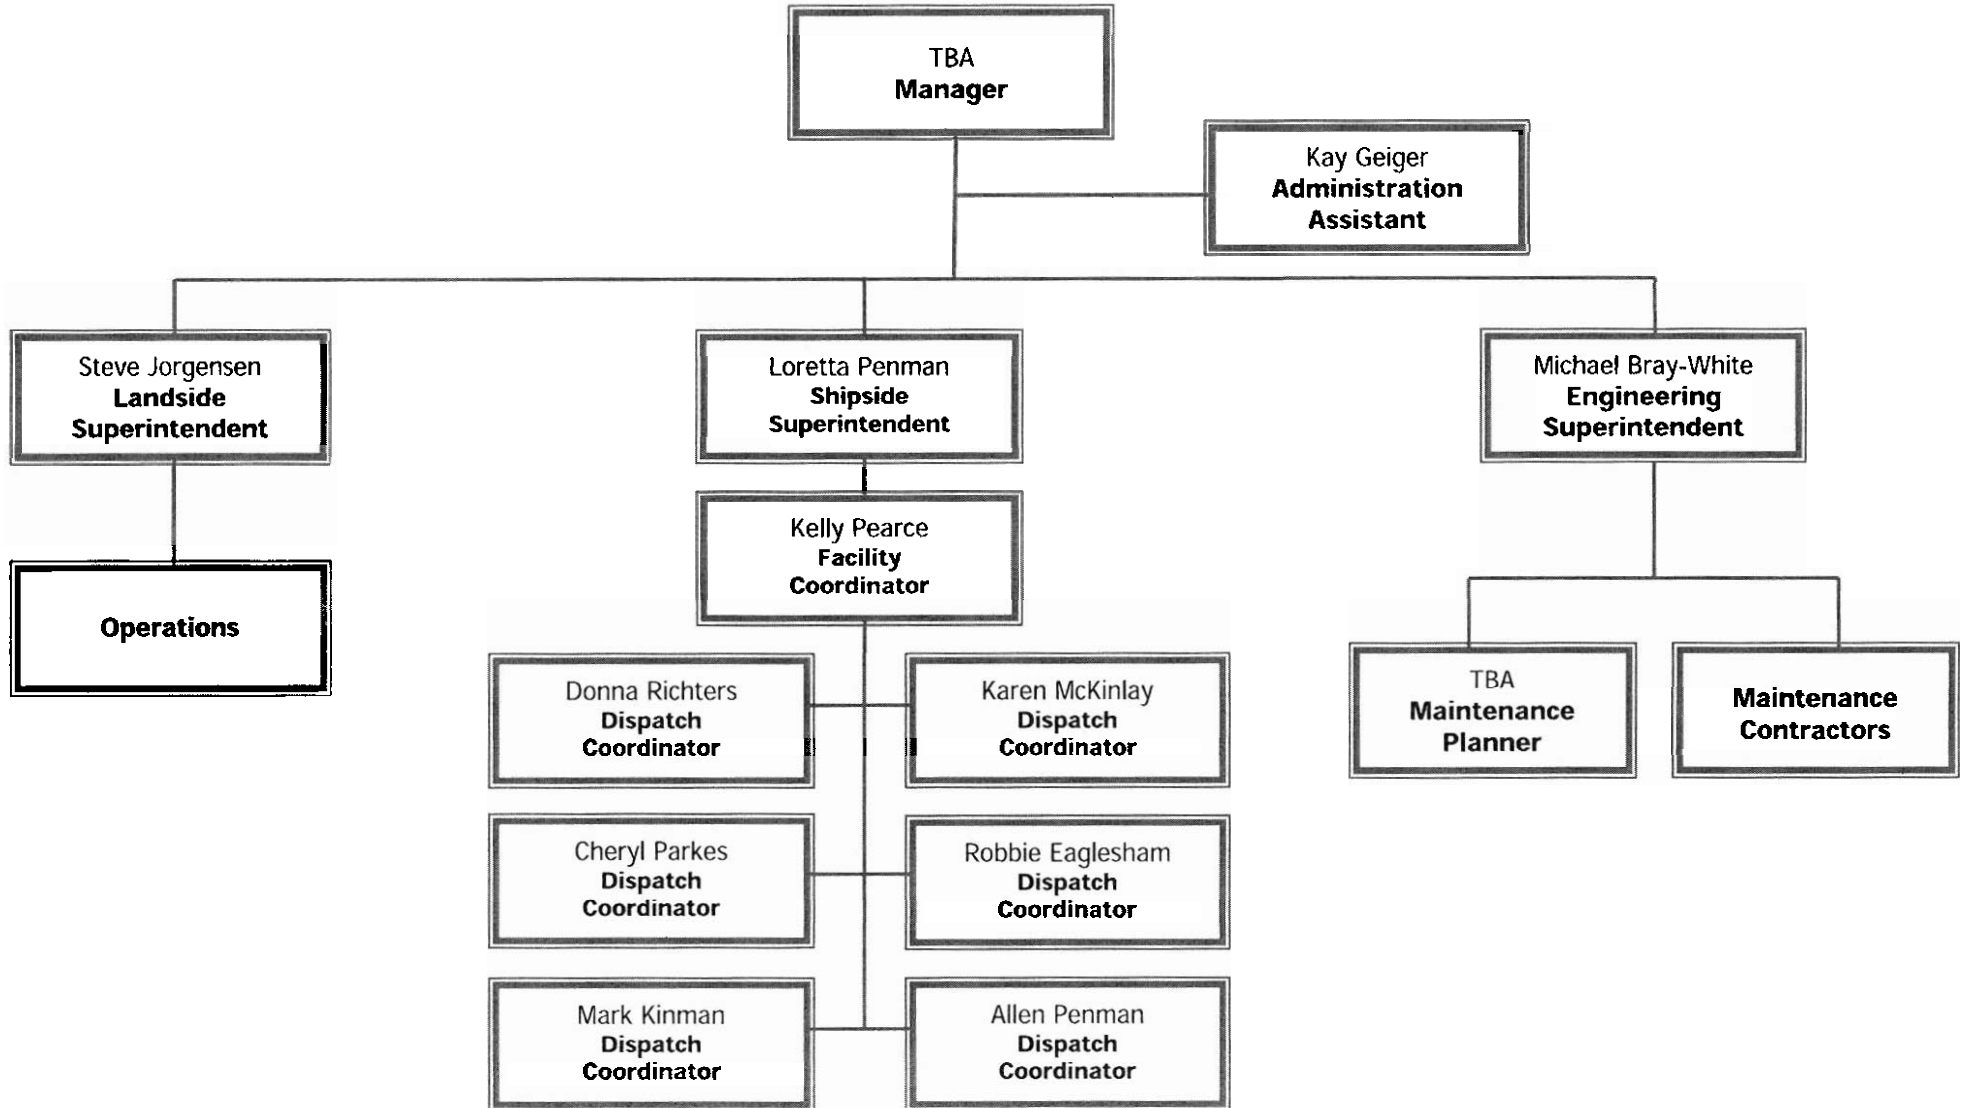 TBA
Manager
Kay Geiger
Administration
Assistant
Steve Jorgensen
Landside
Superintendent
Loretta Penman
Shipside
Superintendent
Michael Bray-White
Engineering
Superintendent
Kelly Pearce
Facility
Coordinator
Operations
Donna Richters
Dispatch
Coordinator
Karen McKinlay
Dispatch
Coordinator
TBA
Maintenance
Planner
Maintenance
Contractors
Cheryl Parkes
Dispatch
Coordinator
Robbie Eaglesham
Dispatch
Coordinator
Mark Kinman
Dispatch
Coordinator
Allen Penman
Dispatch
Coordinator